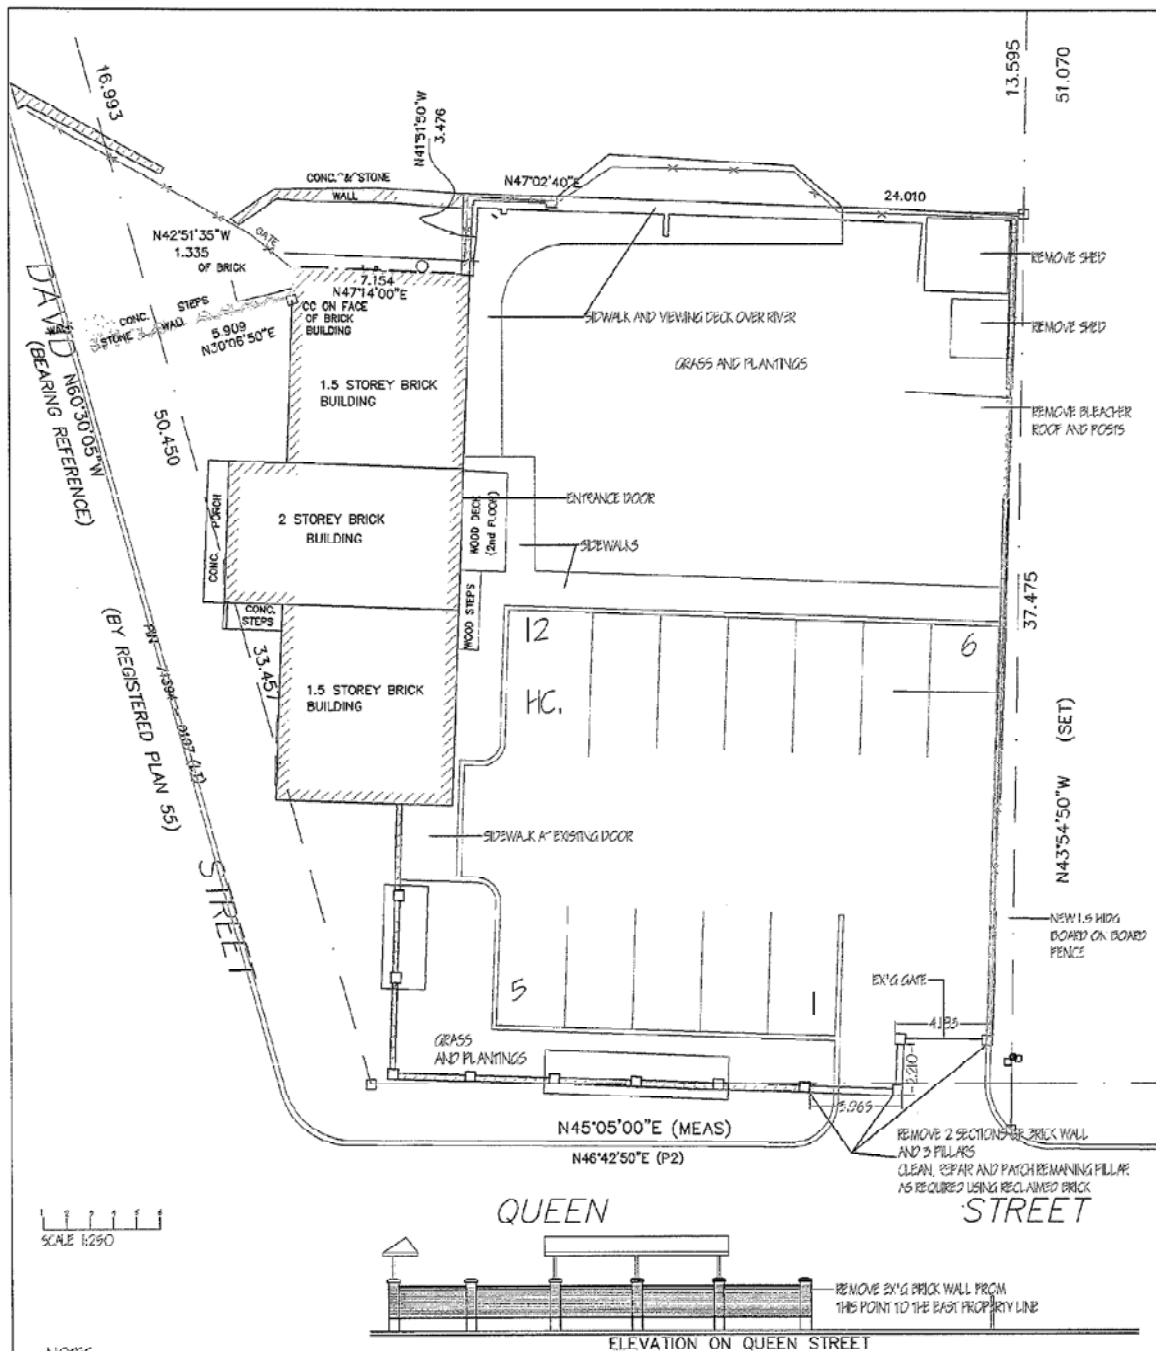 16.993
13.595
51.070
N41°51'50"W
3.476
CONC. & STONE
WALL
N47°02'40"E
24.010
N42°51'35"W
1.335
OF BRICK
GATE
7.154
N47°14'00"E
CC ON FACE
OF BRICK
BUILDING
CONC. STEPS
STONE WALL
5.909
N30°06'50"E
REMOVE SHED
REMOVE SHED
SIDWALK AND VIEWING DECK OVER RIVER
GRASS AND PLANTINGS
REMOVE BLEACHER
ROOF AND POSTS
DAVID
STREET
N60°30'05"W
(BEARING REFERENCE)
50.450
1.5 STOREY BRICK
BUILDING
CONC. PORCH
2 STOREY BRICK
BUILDING
WOOD DECK
(2nd FLOOR)
ENTRANCE DOOR
SIDEWALKS
CONC.
STEPS
WOOD STEPS
33.457
1.5 STOREY BRICK
BUILDING
(BY REGISTERED PLAN 55)
12
HC.
6
37.475
N43°54'50"W (SET)
SIDEWALK AT EXISTING DOOR
5
1
NEW 1.8 HIGH
BOARD ON BOARD
FENCE
EX'G GATE
GRASS
AND PLANTINGS
2.210
N45°05'00"E (MEAS)
N46°42'50"E (P2)
REMOVE 2 SECTIONS OF BRICK WALL
AND 3 PILLARS
CLEAN, REPAIR AND PATCH REMAINING PILLAR
AS REQUIRED USING RECLAIMED BRICK
QUEEN STREET
SCALE 1:250
REMOVE EX'G BRICK WALL FROM
THIS POINT TO THE EAST PROPERTY LINE
ELEVATION ON QUEEN STREET